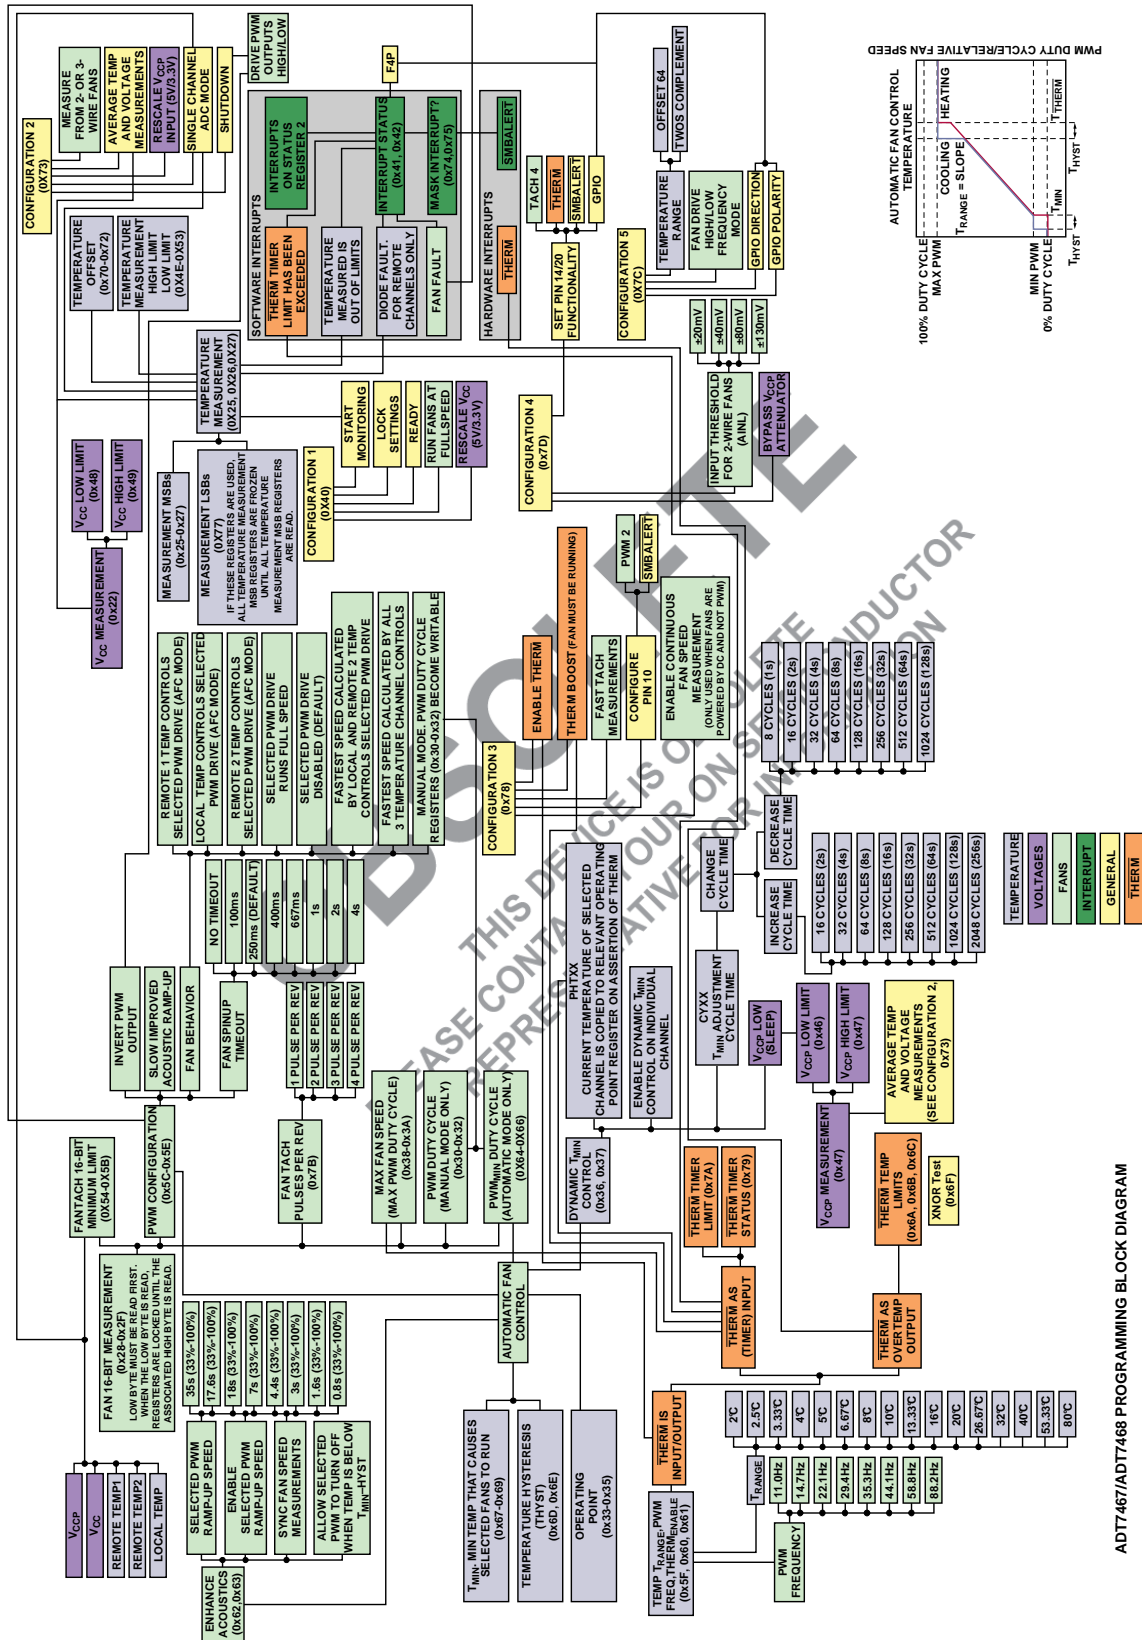 CONFIGURATION 2
(0X73)
MEASURE
FROM 2- OR 3-
WIRE FANS
AVERAGE TEMP
AND VOLTAGE
MEASUREMENTS
RESCALE VCCP
INPUT (5V/3.3V)
SINGLE CHANNEL
ADC MODE
SHUTDOWN
DRIVE PWM
OUTPUTS
HIGH/LOW
F4P
TEMPERATURE
OFFSET
(0x70-0x72)
TEMPERATURE
MEASUREMENT
HIGH LIMIT
LOW LIMIT
(0X4E-0X53)
SOFTWARE INTERRUPTS
INTERRUPTS
ON STATUS
REGISTER 2
THERM TIMER
LIMIT HAS BEEN
EXCEEDED
TEMPERATURE
MEASURED IS
OUT OF LIMITS
INTERRUPT STATUS
(0x41, 0x42)
DIODE FAULT.
FOR REMOTE
CHANNELS ONLY
MASK INTERRUPT?
(0x74,0x75)
FAN FAULT
HARDWARE INTERRUPTS
SMBALERT
THERM
TACH 4
THERM
SMBALERT
GPIO
SET PIN 14/20
FUNCTIONALITY
OFFSET 64
TWOS COMPLEMENT
TEMPERATURE
RANGE
FAN DRIVE
HIGH/LOW
FREQUENCY
MODE
GPIO DIRECTION
GPIO POLARITY
CONFIGURATION 5
(0X7C)
PWM DUTY CYCLE/RELATIVE FAN SPEED
AUTOMATIC FAN CONTROL
TEMPERATURE
HEATING
COOLING
TRANGE = SLOPE
TTHERM
THYST
TMIN
THYST
100% DUTY CYCLE
MAX PWM
MIN PWM
0% DUTY CYCLE
TEMPERATURE
MEASUREMENT
(0X25, 0X26,0X27)
MEASUREMENT MSBs
(0x25-0x27)
MEASUREMENT LSBs
(0X77)
IF THESE REGISTERS ARE USED,
ALL TEMPERATURE MEASUREMENT
MSB REGISTERS ARE FROZEN
UNTIL ALL TEMPERATURE
MEASUREMENT MSB REGISTERS
ARE READ.
VCC LOW LIMIT
(0x48)
VCC HIGH LIMIT
(0x49)
VCC MEASUREMENT
(0x22)
CONFIGURATION 1
(0X40)
START
MONITORING
LOCK
SETTINGS
READY
RUN FANS AT
FULLSPEED
RESCALE VCC
(5V/3.3V)
CONFIGURATION 4
(0x7D)
±20mV
±40mV
±80mV
±130mV
INPUT THRESHOLD
FOR 2-WIRE FANS
(AINL)
BYPASS VCCP
ATTENUATOR
REMOTE 1 TEMP CONTROLS
SELECTED PWM DRIVE (AFC MODE)
LOCAL TEMP CONTROLS SELECTED
PWM DRIVE (AFC MODE)
REMOTE 2 TEMP CONTROLS
SELECTED PWM DRIVE (AFC MODE)
SELECTED PWM DRIVE
RUNS FULL SPEED
SELECTED PWM DRIVE
DISABLED (DEFAULT)
FASTEST SPEED CALCULATED
BY LOCAL AND REMOTE 2 TEMP
CONTROLS SELECTED PWM DRIVE
FASTEST SPEED CALCULATED BY ALL
3 TEMPERATURE CHANNEL CONTROLS
MANUAL MODE. PWM DUTY CYCLE
REGISTERS (0x30-0x32) BECOME WRITABLE
CONFIGURATION 3
(0x78)
ENABLE THERM
THERM BOOST (FAN MUST BE RUNNING)
FAST TACH
MEASUREMENTS
PWM 2
SMBALERT
CONFIGURE
PIN 10
ENABLE CONTINUOUS
FAN SPEED
MEASUREMENT
(ONLY USED WHEN FANS ARE
POWERED BY DC AND NOT PWM)
INVERT PWM
OUTPUT
SLOW IMPROVED
ACOUSTIC RAMP-UP
FAN BEHAVIOR
FAN SPINUP
TIMEOUT
NO TIMEOUT
100ms
250ms (DEFAULT)
400ms
667ms
1s
2s
4s
1 PULSE PER REV
2 PULSE PER REV
3 PULSE PER REV
4 PULSE PER REV
PHTXX
CURRENT TEMPERATURE OF SELECTED
CHANNEL IS COPIED TO RELEVANT OPERATING
POINT REGISTER ON ASSERTION OF THERM
ENABLE DYNAMIC TMIN
CONTROL ON INDIVIDUAL
CHANNEL
CYXX
TMIN ADJUSTMENT
CYCLE TIME
CHANGE
CYCLE TIME
DECREASE
CYCLE TIME
INCREASE
CYCLE TIME
8 CYCLES (1s)
16 CYCLES (2s)
32 CYCLES (4s)
64 CYCLES (8s)
128 CYCLES (16s)
256 CYCLES (32s)
512 CYCLES (64s)
1024 CYCLES (128s)
16 CYCLES (2s)
32 CYCLES (4s)
64 CYCLES (8s)
128 CYCLES (16s)
256 CYCLES (32s)
512 CYCLES (64s)
1024 CYCLES (128s)
2048 CYCLES (256s)
VCCP LOW
(SLEEP)
VCCP LOW LIMIT
(0x46)
VCCP HIGH LIMIT
(0x47)
VCCP MEASUREMENT
(0x47)
AVERAGE TEMP
AND VOLTAGE
MEASUREMENTS
(SEE CONFIGURATION 2,
0x73)
TEMPERATURE
VOLTAGES
FANS
INTERRUPT
GENERAL
THERM
FANTACH 16-BIT
MINIMUM LIMIT
(0X54-0X5B)
PWM CONFIGURATION
(0x5C-0x5E)
FAN TACH
PULSES PER REV
(0x7B)
MAX FAN SPEED
(MAX PWM DUTY CYCLE)
(0x38-0x3A)
PWM DUTY CYCLE
(MANUAL MODE ONLY)
(0x30-0x32)
PWMMIN DUTY CYCLE
(AUTOMATIC MODE ONLY)
(0X64-0X66)
DYNAMIC TMIN
CONTROL
(0x36, 0x37)
THERM TIMER
LIMIT (0x7A)
THERM TIMER
STATUS (0x79)
THERM TEMP
LIMITS
(0x6A, 0x6B, 0x6C)
XNOR Test
(0x6F)
FAN 16-BIT MEASUREMENT
(0x28-0x2F)
LOW BYTE MUST BE READ FIRST.
WHEN THE LOW BYTE IS READ,
REGISTERS ARE LOCKED UNTIL THE
ASSOCIATED HIGH BYTE IS READ.
35s (33%-100%)
17.6s (33%-100%)
18s (33%-100%)
7s (33%-100%)
4.4s (33%-100%)
3s (33%-100%)
1.6s (33%-100%)
0.8s (33%-100%)
AUTOMATIC FAN
CONTROL
THERM AS
(TIMER) INPUT
THERM AS
OVERTEMP
OUTPUT
VCCP
VCC
REMOTE TEMP1
REMOTE TEMP2
LOCAL TEMP
SELECTED PWM
RAMP-UP SPEED
ENABLE
SELECTED PWM
RAMP-UP SPEED
SYNC FAN SPEED
MEASUREMENTS
ALLOW SELECTED
PWM TO TURN OFF
WHEN TEMP IS BELOW
TMIN-HYST
ENHANCE
ACOUSTICS
(0x62,0x63)
TMIN- MIN TEMP THAT CAUSES
SELECTED FANS TO RUN
(0x67-0x69)
TEMPERATURE HYSTERESIS
(THYST)
(0x6D, 0x6E)
OPERATING
POINT
(0x33-0x35)
THERM IS
INPUT/OUTPUT
TEMP TRANGE,PWM
FREQ,THERMENABLE
(0x5F, 0x60, 0x61)
TRANGE
2°C
2.5°C
3.33°C
4°C
5°C
6.67°C
8°C
10°C
13.33°C
16°C
20°C
26.67°C
32°C
40°C
53.33°C
80°C
PWM
FREQUENCY
11.0Hz
14.7Hz
22.1Hz
29.4Hz
35.3Hz
44.1Hz
58.8Hz
88.2Hz
ADT7467/ADT7468 PROGRAMMING BLOCK DIAGRAM
OBSOLETE
THIS DEVICE IS OBSOLETE
PLEASE CONTACT YOUR ON SEMICONDUCTOR
REPRESENTATIVE FOR INFORMATION